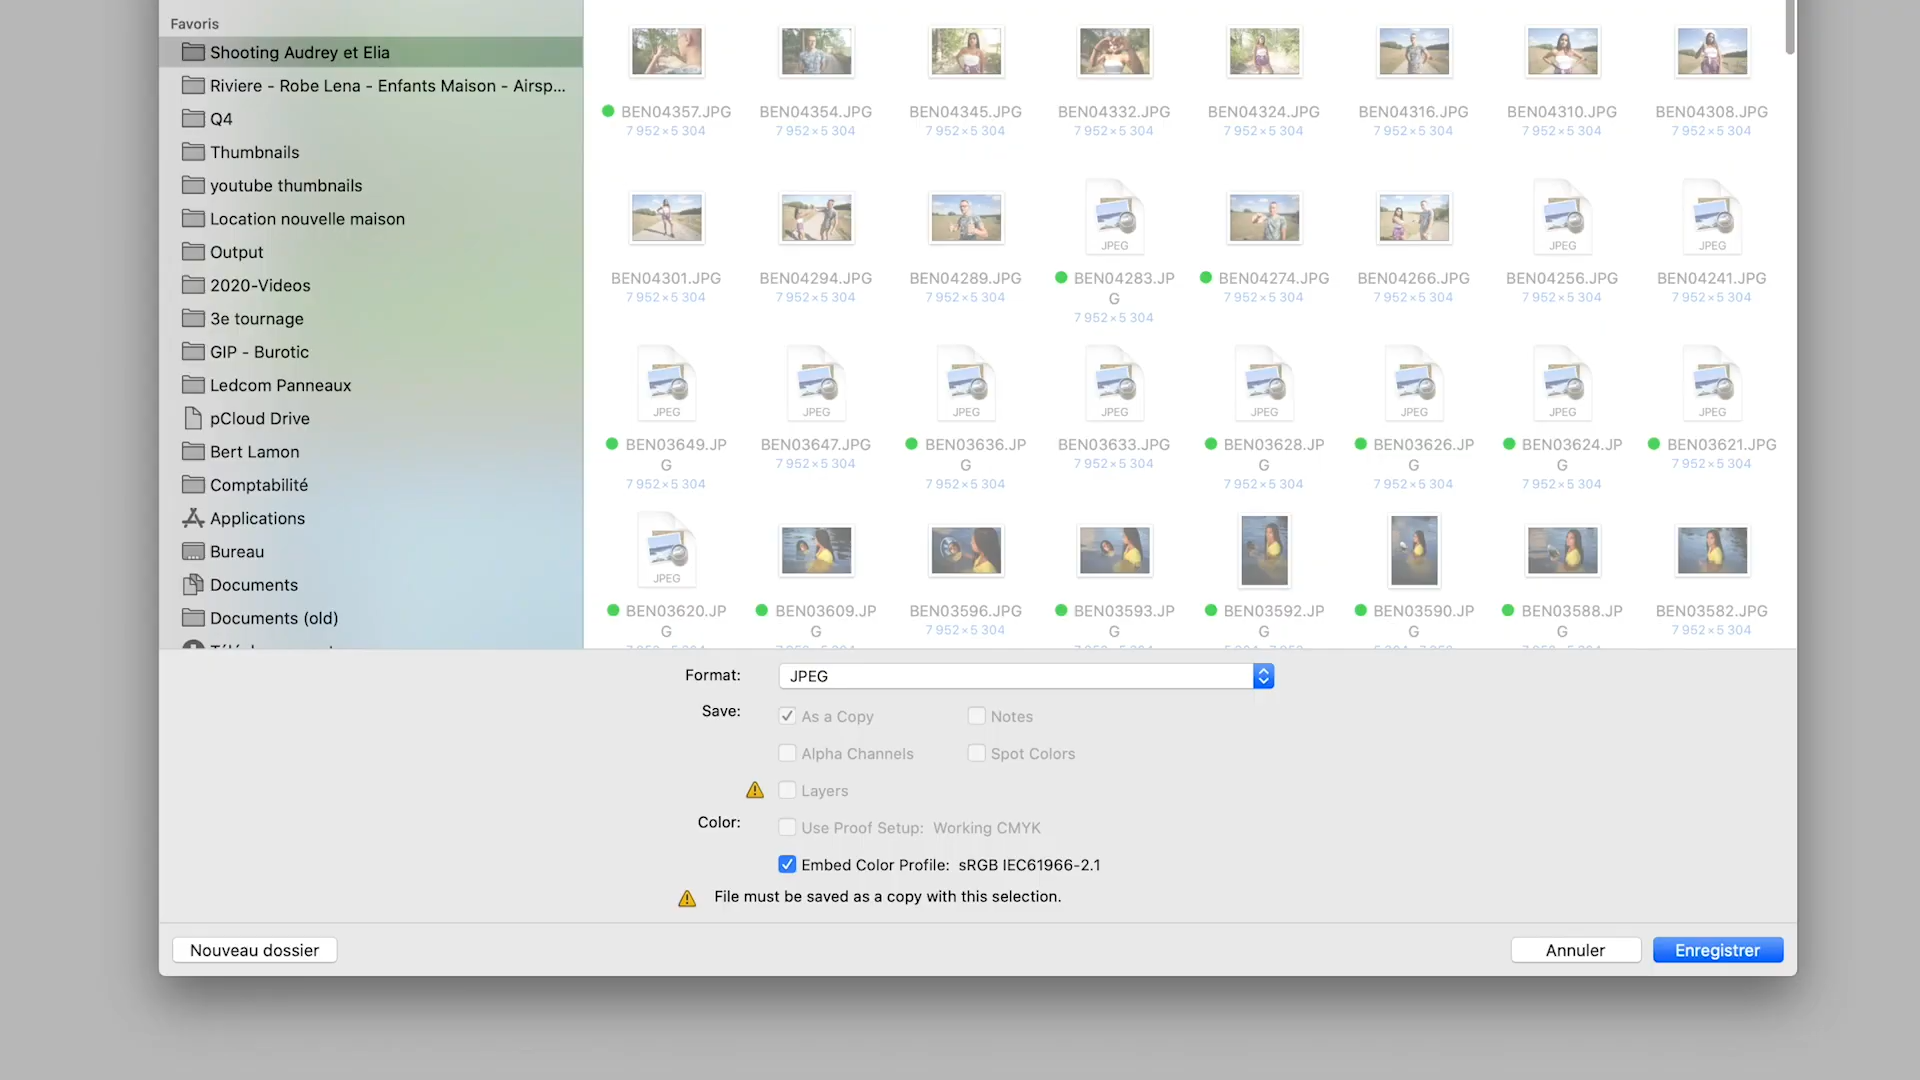 Favoris
Shooting Audrey et Elia
Riviere - Robe Lena - Enfants Maison - Airsp...
Q4
Thumbnails
youtube thumbnails
Location nouvelle maison
Output
2020-Videos
3e tournage
GIP - Burotic
Ledcom Panneaux
pCloud Drive
Bert Lamon
Comptabilité
Applications
Bureau
Documents
Documents (old)
BEN04357.JPG BEN04354.JPG BEN04345.JPG BEN04332.JPG BEN04324.JPG BEN04316.JPG BEN04310.JPG BEN04308.JPG
7 952×5 304 7 952×5 304 7 952×5 304 7 952×5 304 7 952×5 304 7 952×5 304 7 952×5 304 7 952×5 304
JPEG JPEG JPEG
BEN04301.JPG BEN04294.JPG BEN04289.JPG BEN04283.JP BEN04274.JPG BEN04266.JPG BEN04256.JPG BEN04241.JPG
7 952×5 304 7 952×5 304 7 952×5 304 G 7 952×5 304 7 952×5 304 7 952×5 304 7 952×5 304
7 952×5 304
JPEG JPEG JPEG JPEG JPEG JPEG JPEG JPEG
BEN03649.JP BEN03647.JPG BEN03636.JP BEN03633.JPG BEN03628.JP BEN03626.JP BEN03624.JP BEN03621.JPG
G 7 952×5 304 G 7 952×5 304 G G G 7 952×5 304
7 952×5 304 7 952×5 304 7 952×5 304 7 952×5 304 7 952×5 304
JPEG
BEN03620.JP BEN03609.JP BEN03596.JPG BEN03593.JP BEN03592.JP BEN03590.JP BEN03588.JP BEN03582.JPG
G G 7 952×5 304 G G G G 7 952×5 304
Format: JPEG
Save: As a Copy Notes
Alpha Channels Spot Colors
Layers
Color: Use Proof Setup: Working CMYK
Embed Color Profile: sRGB IEC61966-2.1
File must be saved as a copy with this selection.
Nouveau dossier Annuler Enregistrer